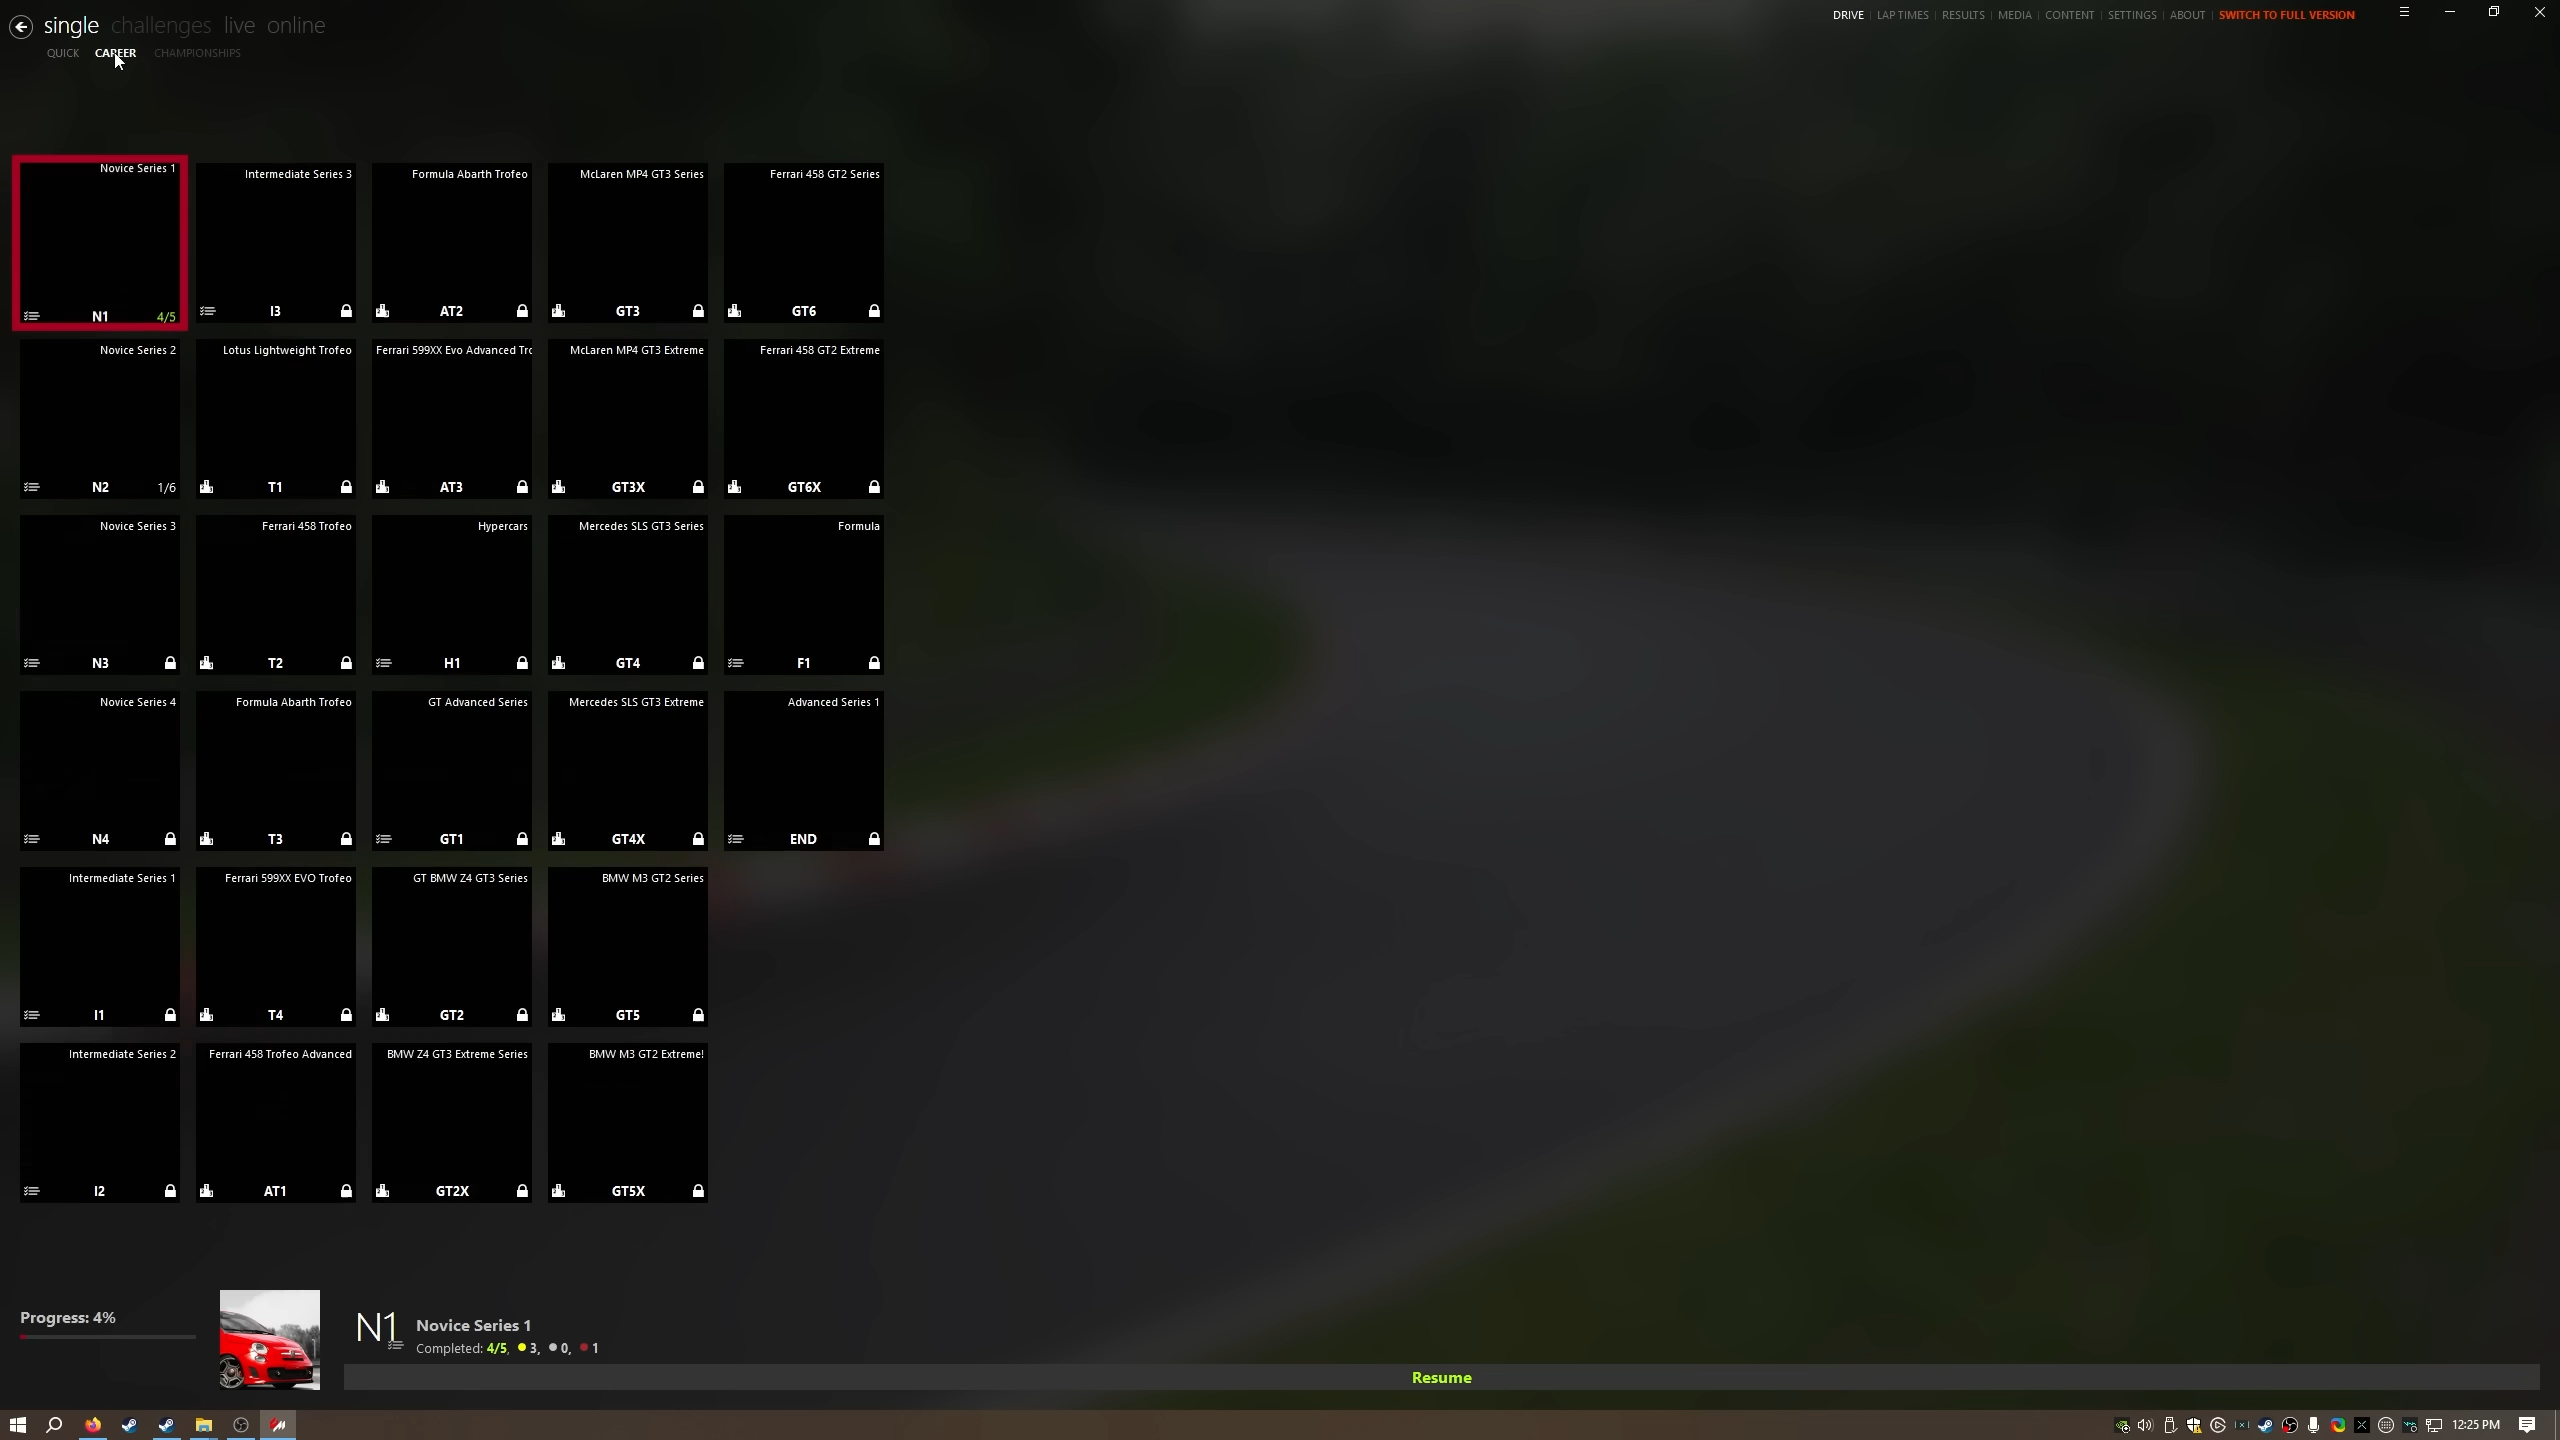 single challenges live online
DRIVE | LAP TIMES | RESULTS | MEDIA | CONTENT | SETTINGS | ABOUT | SWITCH TO FULL VERSION
QUICK CAREER CHAMPIONSHIPS
Novice Series 1
N1 4/5
Intermediate Series 3
I3
Formula Abarth Trofeo
AT2
McLaren MP4 GT3 Series
GT3
Ferrari 458 GT2 Series
GT6
Novice Series 2
N2 1/6
Lotus Lightweight Trofeo
T1
Ferrari 599XX Evo Advanced Tro
AT3
McLaren MP4 GT3 Extreme
GT3X
Ferrari 458 GT2 Extreme
GT6X
Novice Series 3
N3
Ferrari 458 Trofeo
T2
Hypercars
H1
Mercedes SLS GT3 Series
GT4
Formula
F1
Novice Series 4
N4
Formula Abarth Trofeo
T3
GT Advanced Series
GT1
Mercedes SLS GT3 Extreme
GT4X
Advanced Series 1
END
Intermediate Series 1
I1
Ferrari 599XX EVO Trofeo
T4
GT BMW Z4 GT3 Series
GT2
BMW M3 GT2 Series
GT5
Intermediate Series 2
I2
Ferrari 458 Trofeo Advanced
AT1
BMW Z4 GT3 Extreme Series
GT2X
BMW M3 GT2 Extreme!
GT5X
Progress: 4%
N1 Novice Series 1
Completed: 4/5, 3, 0, 1
Resume
12:25 PM